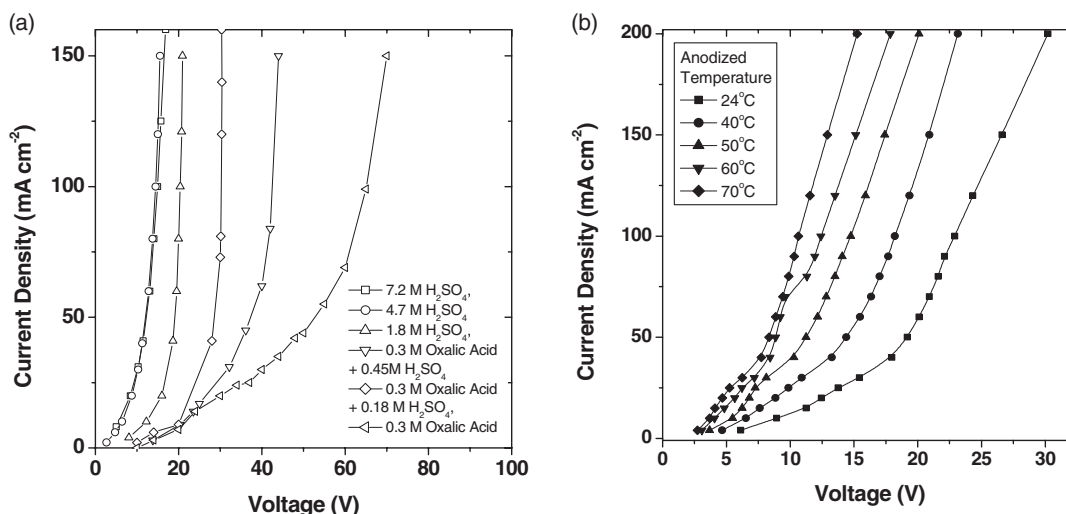 (a)
150
100
50
0
0
20
40
60
80
100
Current Density (mA cm-2)
Voltage (V)
7.2 M H2SO4,
4.7 M H2SO4
1.8 M H2SO4,
0.3 M Oxalic Acid
+ 0.45M H2SO4
0.3 M Oxalic Acid
+ 0.18 M H2SO4,
0.3 M Oxalic Acid
(b)
200
150
100
50
0
0
5
10
15
20
25
30
Current Density (mA cm-2)
Voltage (V)
Anodized
Temperature
24°C
40°C
50°C
60°C
70°C